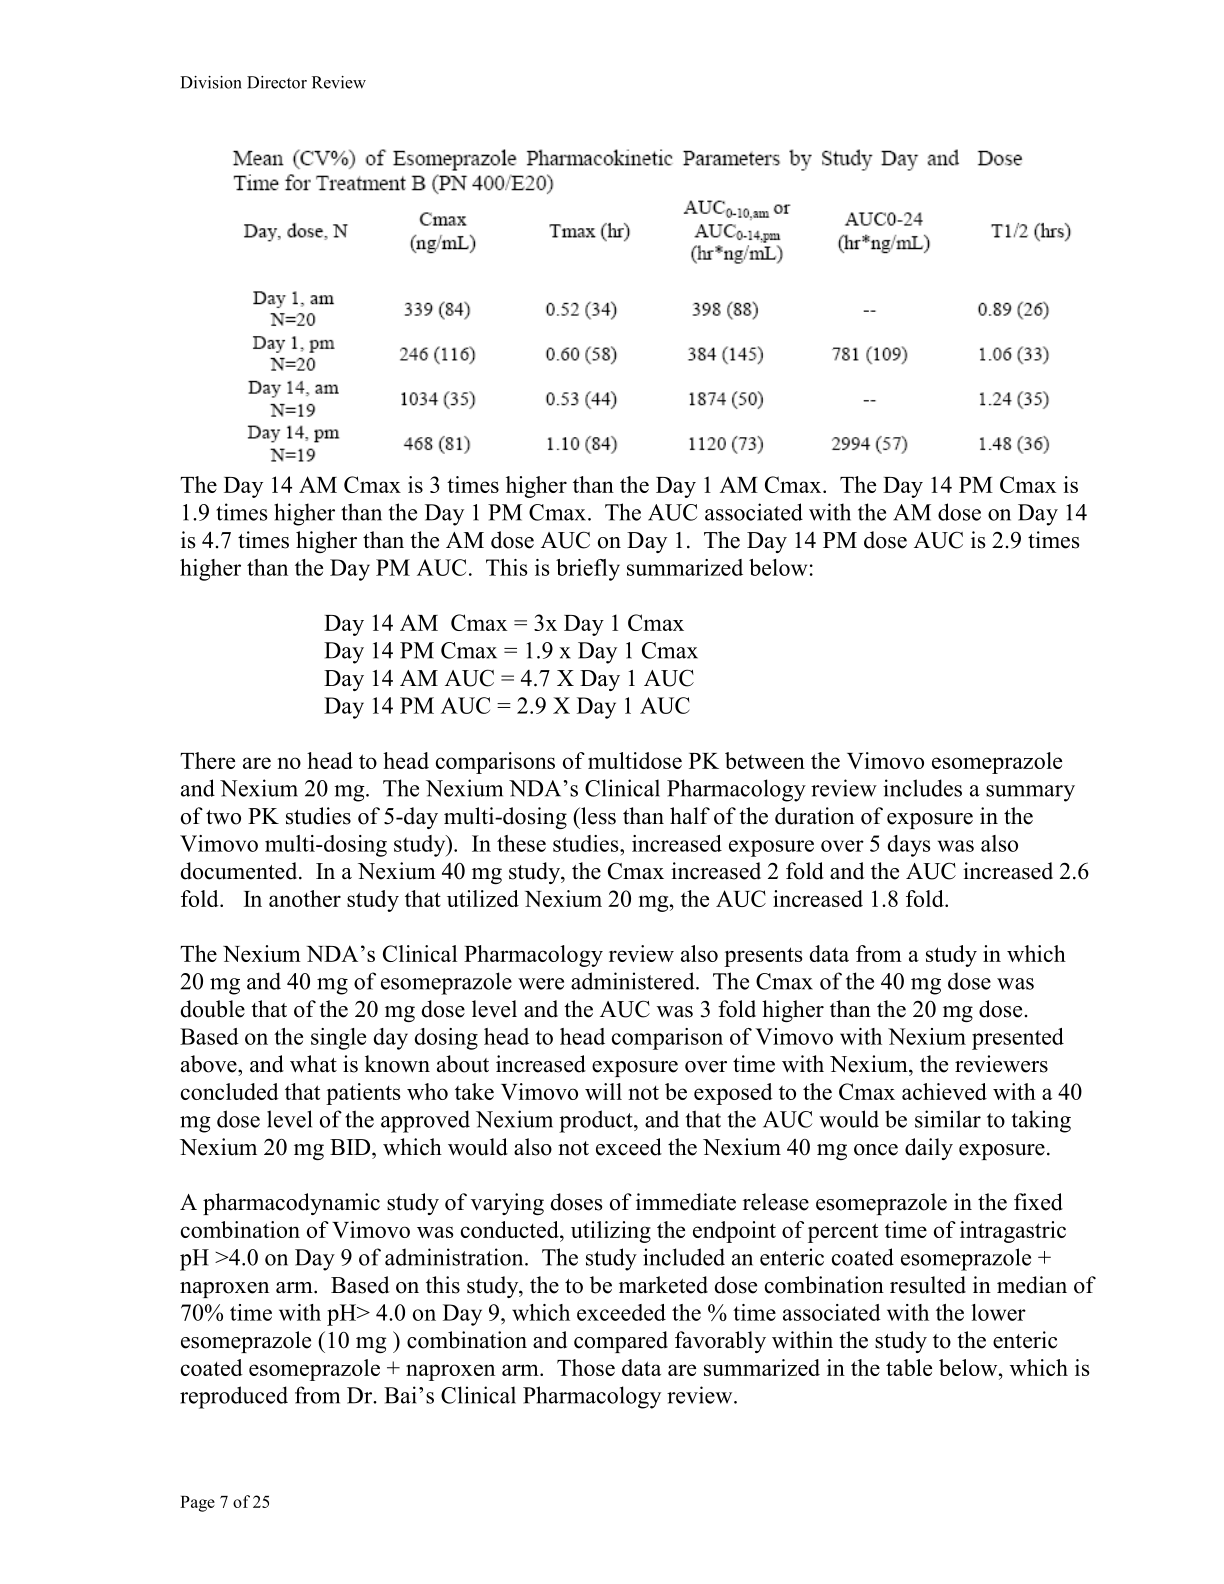 Division Director Review
Mean (CV%) of Esomeprazole Pharmacokinetic Parameters by Study Day and Dose
Time for Treatment B (PN 400/E20)
Day, dose, N	Cmax (ng/mL)	Tmax (hr)	AUC0-10,am or AUC0-14,pm (hr*ng/mL)	AUC0-24 (hr*ng/mL)	T1/2 (hrs)
Day 1, am N=20	339 (84)	0.52 (34)	398 (88)	--	0.89 (26)
Day 1, pm N=20	246 (116)	0.60 (58)	384 (145)	781 (109)	1.06 (33)
Day 14, am N=19	1034 (35)	0.53 (44)	1874 (50)	--	1.24 (35)
Day 14, pm N=19	468 (81)	1.10 (84)	1120 (73)	2994 (57)	1.48 (36)
The Day 14 AM Cmax is 3 times higher than the Day 1 AM Cmax. The Day 14 PM Cmax is
1.9 times higher than the Day 1 PM Cmax. The AUC associated with the AM dose on Day 14
is 4.7 times higher than the AM dose AUC on Day 1. The Day 14 PM dose AUC is 2.9 times
higher than the Day PM AUC. This is briefly summarized below:
Day 14 AM Cmax = 3x Day 1 Cmax
Day 14 PM Cmax = 1.9 x Day 1 Cmax
Day 14 AM AUC = 4.7 X Day 1 AUC
Day 14 PM AUC = 2.9 X Day 1 AUC
There are no head to head comparisons of multidose PK between the Vimovo esomeprazole
and Nexium 20 mg. The Nexium NDA's Clinical Pharmacology review includes a summary
of two PK studies of 5-day multi-dosing (less than half of the duration of exposure in the
Vimovo multi-dosing study). In these studies, increased exposure over 5 days was also
documented. In a Nexium 40 mg study, the Cmax increased 2 fold and the AUC increased 2.6
fold. In another study that utilized Nexium 20 mg, the AUC increased 1.8 fold.
The Nexium NDA's Clinical Pharmacology review also presents data from a study in which
20 mg and 40 mg of esomeprazole were administered. The Cmax of the 40 mg dose was
double that of the 20 mg dose level and the AUC was 3 fold higher than the 20 mg dose.
Based on the single day dosing head to head comparison of Vimovo with Nexium presented
above, and what is known about increased exposure over time with Nexium, the reviewers
concluded that patients who take Vimovo will not be exposed to the Cmax achieved with a 40
mg dose level of the approved Nexium product, and that the AUC would be similar to taking
Nexium 20 mg BID, which would also not exceed the Nexium 40 mg once daily exposure.
A pharmacodynamic study of varying doses of immediate release esomeprazole in the fixed
combination of Vimovo was conducted, utilizing the endpoint of percent time of intragastric
pH >4.0 on Day 9 of administration. The study included an enteric coated esomeprazole +
naproxen arm. Based on this study, the to be marketed dose combination resulted in median of
70% time with pH> 4.0 on Day 9, which exceeded the % time associated with the lower
esomeprazole (10 mg ) combination and compared favorably within the study to the enteric
coated esomeprazole + naproxen arm. Those data are summarized in the table below, which is
reproduced from Dr. Bai's Clinical Pharmacology review.
Page 7 of 25